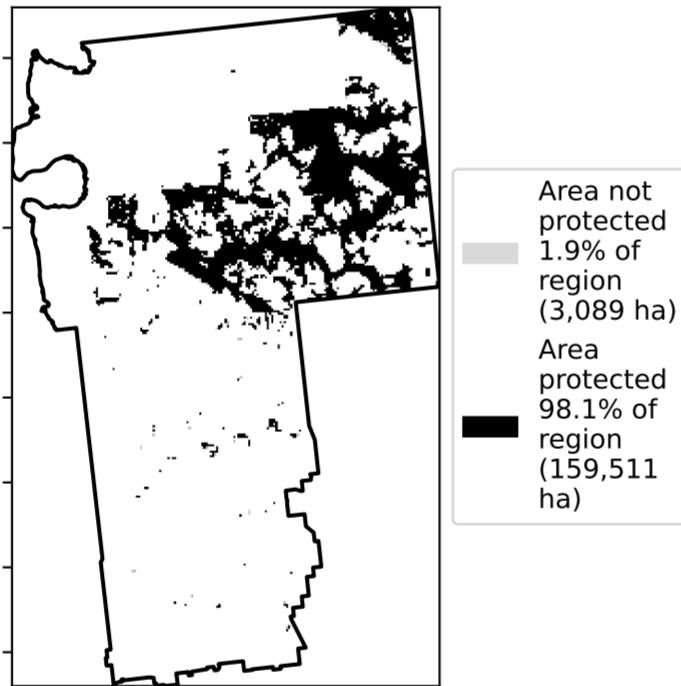 Area not
protected
1.9% of
region
(3,089 ha)
Area
protected
98.1% of
region
(159,511
ha)